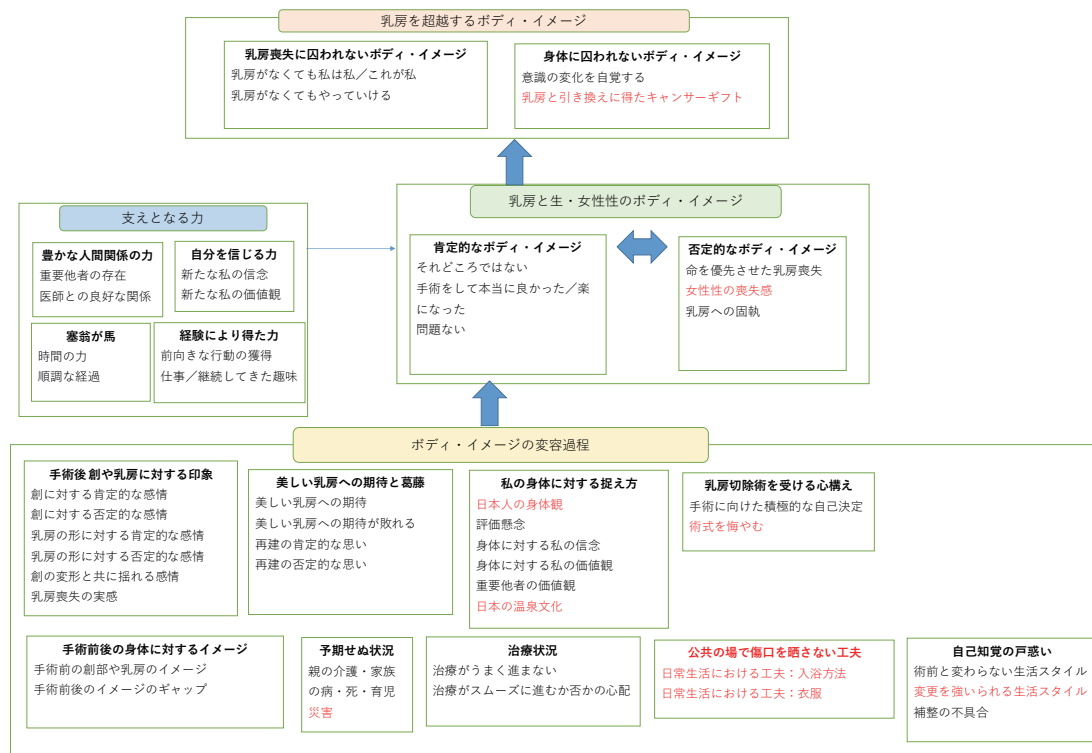 乳房を超越するボディ・イメージ
乳房喪失に囚われないボディ・イメージ
乳房がなくても私は私／これが私
乳房がなくてもやっていける
身体に囚われないボディ・イメージ
意識の変化を自覚する
乳房と引き換えに得たキャンサーギフト
支えとなる力
豊かな人間関係の力
重要他者の存在
医師との良好な関係
自分を信じる力
新たな私の信念
新たな私の価値観
塞翁が馬
時間の力
順調な経過
経験により得た力
前向きな行動の獲得
仕事／継続してきた趣味
乳房と生・女性性のボディ・イメージ
肯定的なボディ・イメージ
それどころではない
手術をして本当に良かった／楽
になった
問題ない
否定的なボディ・イメージ
命を優先させた乳房喪失
女性性の喪失感
乳房への固執
ボディ・イメージの変容過程
手術後 創や乳房に対する印象
創に対する肯定的な感情
創に対する否定的な感情
乳房の形に対する肯定的な感情
乳房の形に対する否定的な感情
創の変形と共に揺れる感情
乳房喪失の実感
美しい乳房への期待と葛藤
美しい乳房への期待
美しい乳房への期待が敗れる
再建の肯定的な思い
再建の否定的な思い
私の身体に対する捉え方
日本人の身体観
評価懸念
身体に対する私の信念
身体に対する私の価値観
重要他者の価値観
日本の温泉文化
乳房切除術を受ける心構え
手術に向けた積極的な自己決定
術式を悔やむ
手術前後の身体に対するイメージ
手術前の創部や乳房のイメージ
手術前後のイメージのギャップ
予期せぬ状況
親の介護・家族
の病・死・育児
災害
治療状況
治療がうまく進まない
治療がスムーズに進むか否かの心配
公共の場で傷口を晒さない工夫
日常生活における工夫：入浴方法
日常生活における工夫：衣服
自己知覚の戸惑い
術前と変わらない生活スタイル
変更を強いられる生活スタイル
補整の不具合